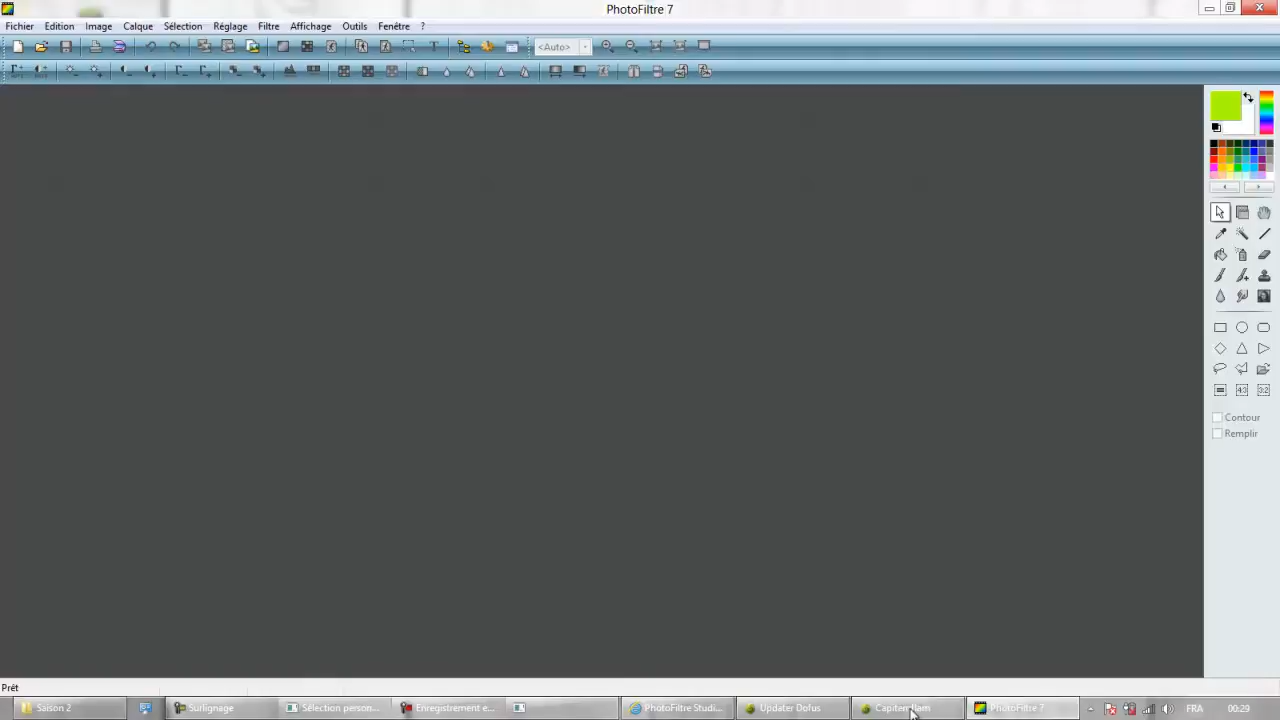 PhotoFiltre 7
Fichier Edition Image Calque Sélection Réglage Filtre Affichage Outils Fenêtre ?
<Auto>
Contour
Remplir
Prêt
Saison 2 Surlignage Sélection person... Enregistrement e... PhotoFiltre Studi... Updater Dofus PhotoFiltre 7 FRA 00:29